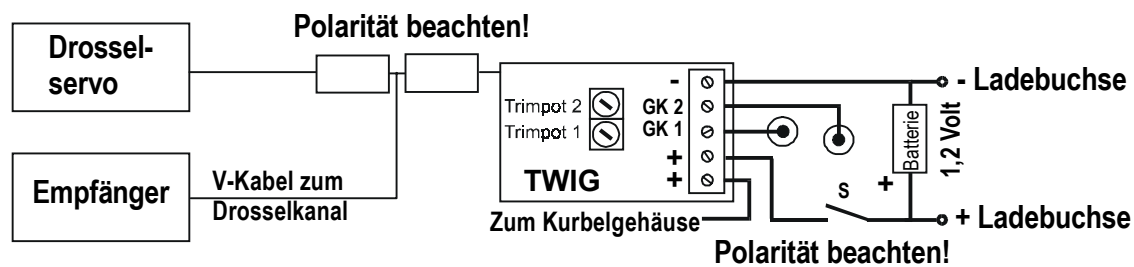 Polarität beachten!
Drossel-
servo
Empfänger
V-Kabel zum
Drosselkanal
Trimpot 2
Trimpot 1
TWIG
-
GK 2
GK 1
+
+
Zum Kurbelgehäuse
S
+
Batterie
1,2 Volt
- Ladebuchse
+ Ladebuchse
Polarität beachten!